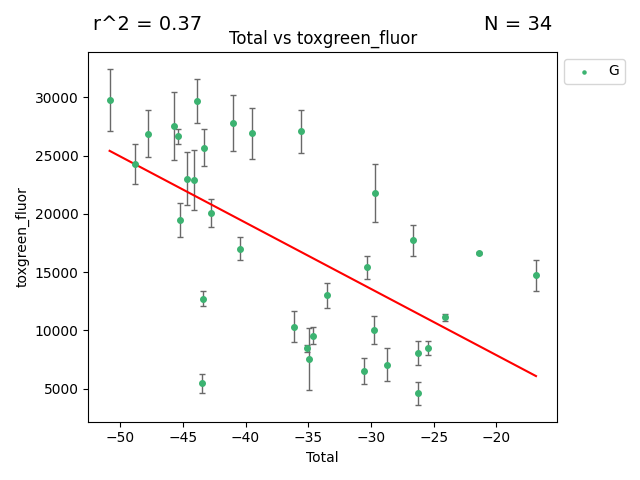 r^2 = 0.37
N = 34
Total vs toxgreen_fluor
G
30000
25000
20000
15000
10000
5000
toxgreen_fluor
−50
−45
−40
−35
−30
−25
−20
Total